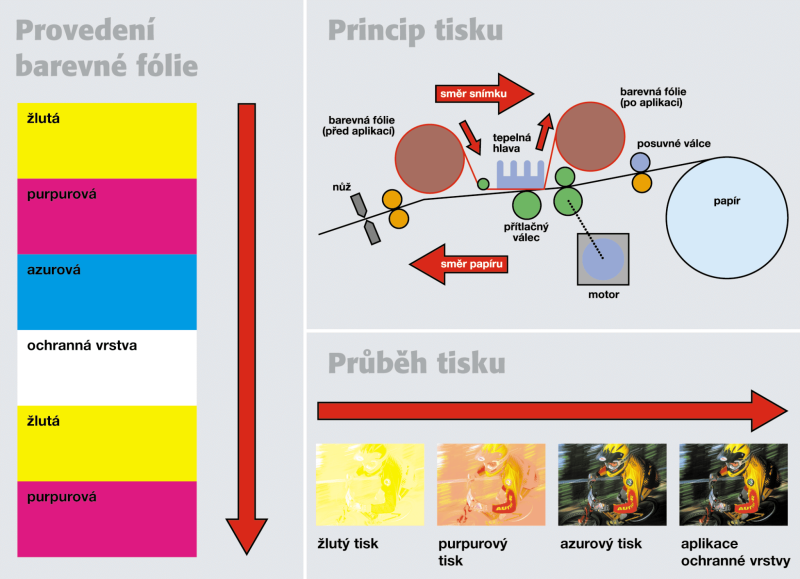 Provedení
barevné fólie
žlutá
purpurová
azurová
ochranná vrstva
žlutá
purpurová
Princip tisku
směr snímku
barevná fólie
(před aplikací)
tepelná
hlava
barevná fólie
(po aplikaci)
posuvné válce
nůž
přítlačný
válec
papír
směr papíru
motor
Průběh tisku
žlutý tisk
purpurový
tisk
azurový tisk
aplikace
ochranné vrstvy